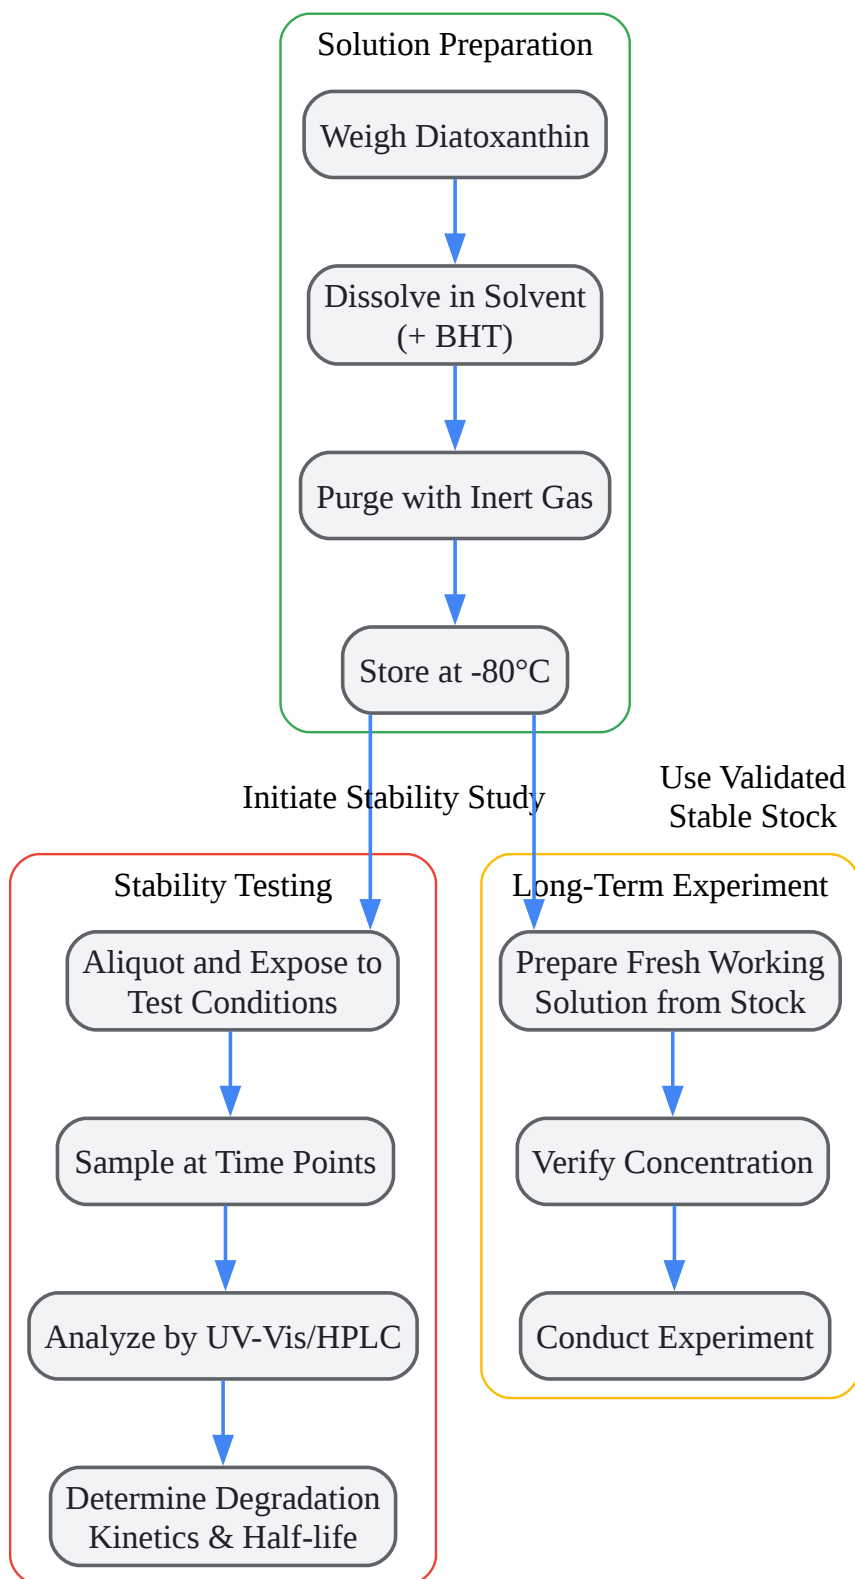 Solution Preparation
Weigh Diatoxanthin
Dissolve in Solvent
(+ BHT)
Purge with Inert Gas
Store at -80°C
Initiate Stability Study
Use Validated
Stable Stock
Stability Testing
Aliquot and Expose to
Test Conditions
Sample at Time Points
Analyze by UV-Vis/HPLC
Determine Degradation
Kinetics & Half-life
Long-Term Experiment
Prepare Fresh Working
Solution from Stock
Verify Concentration
Conduct Experiment